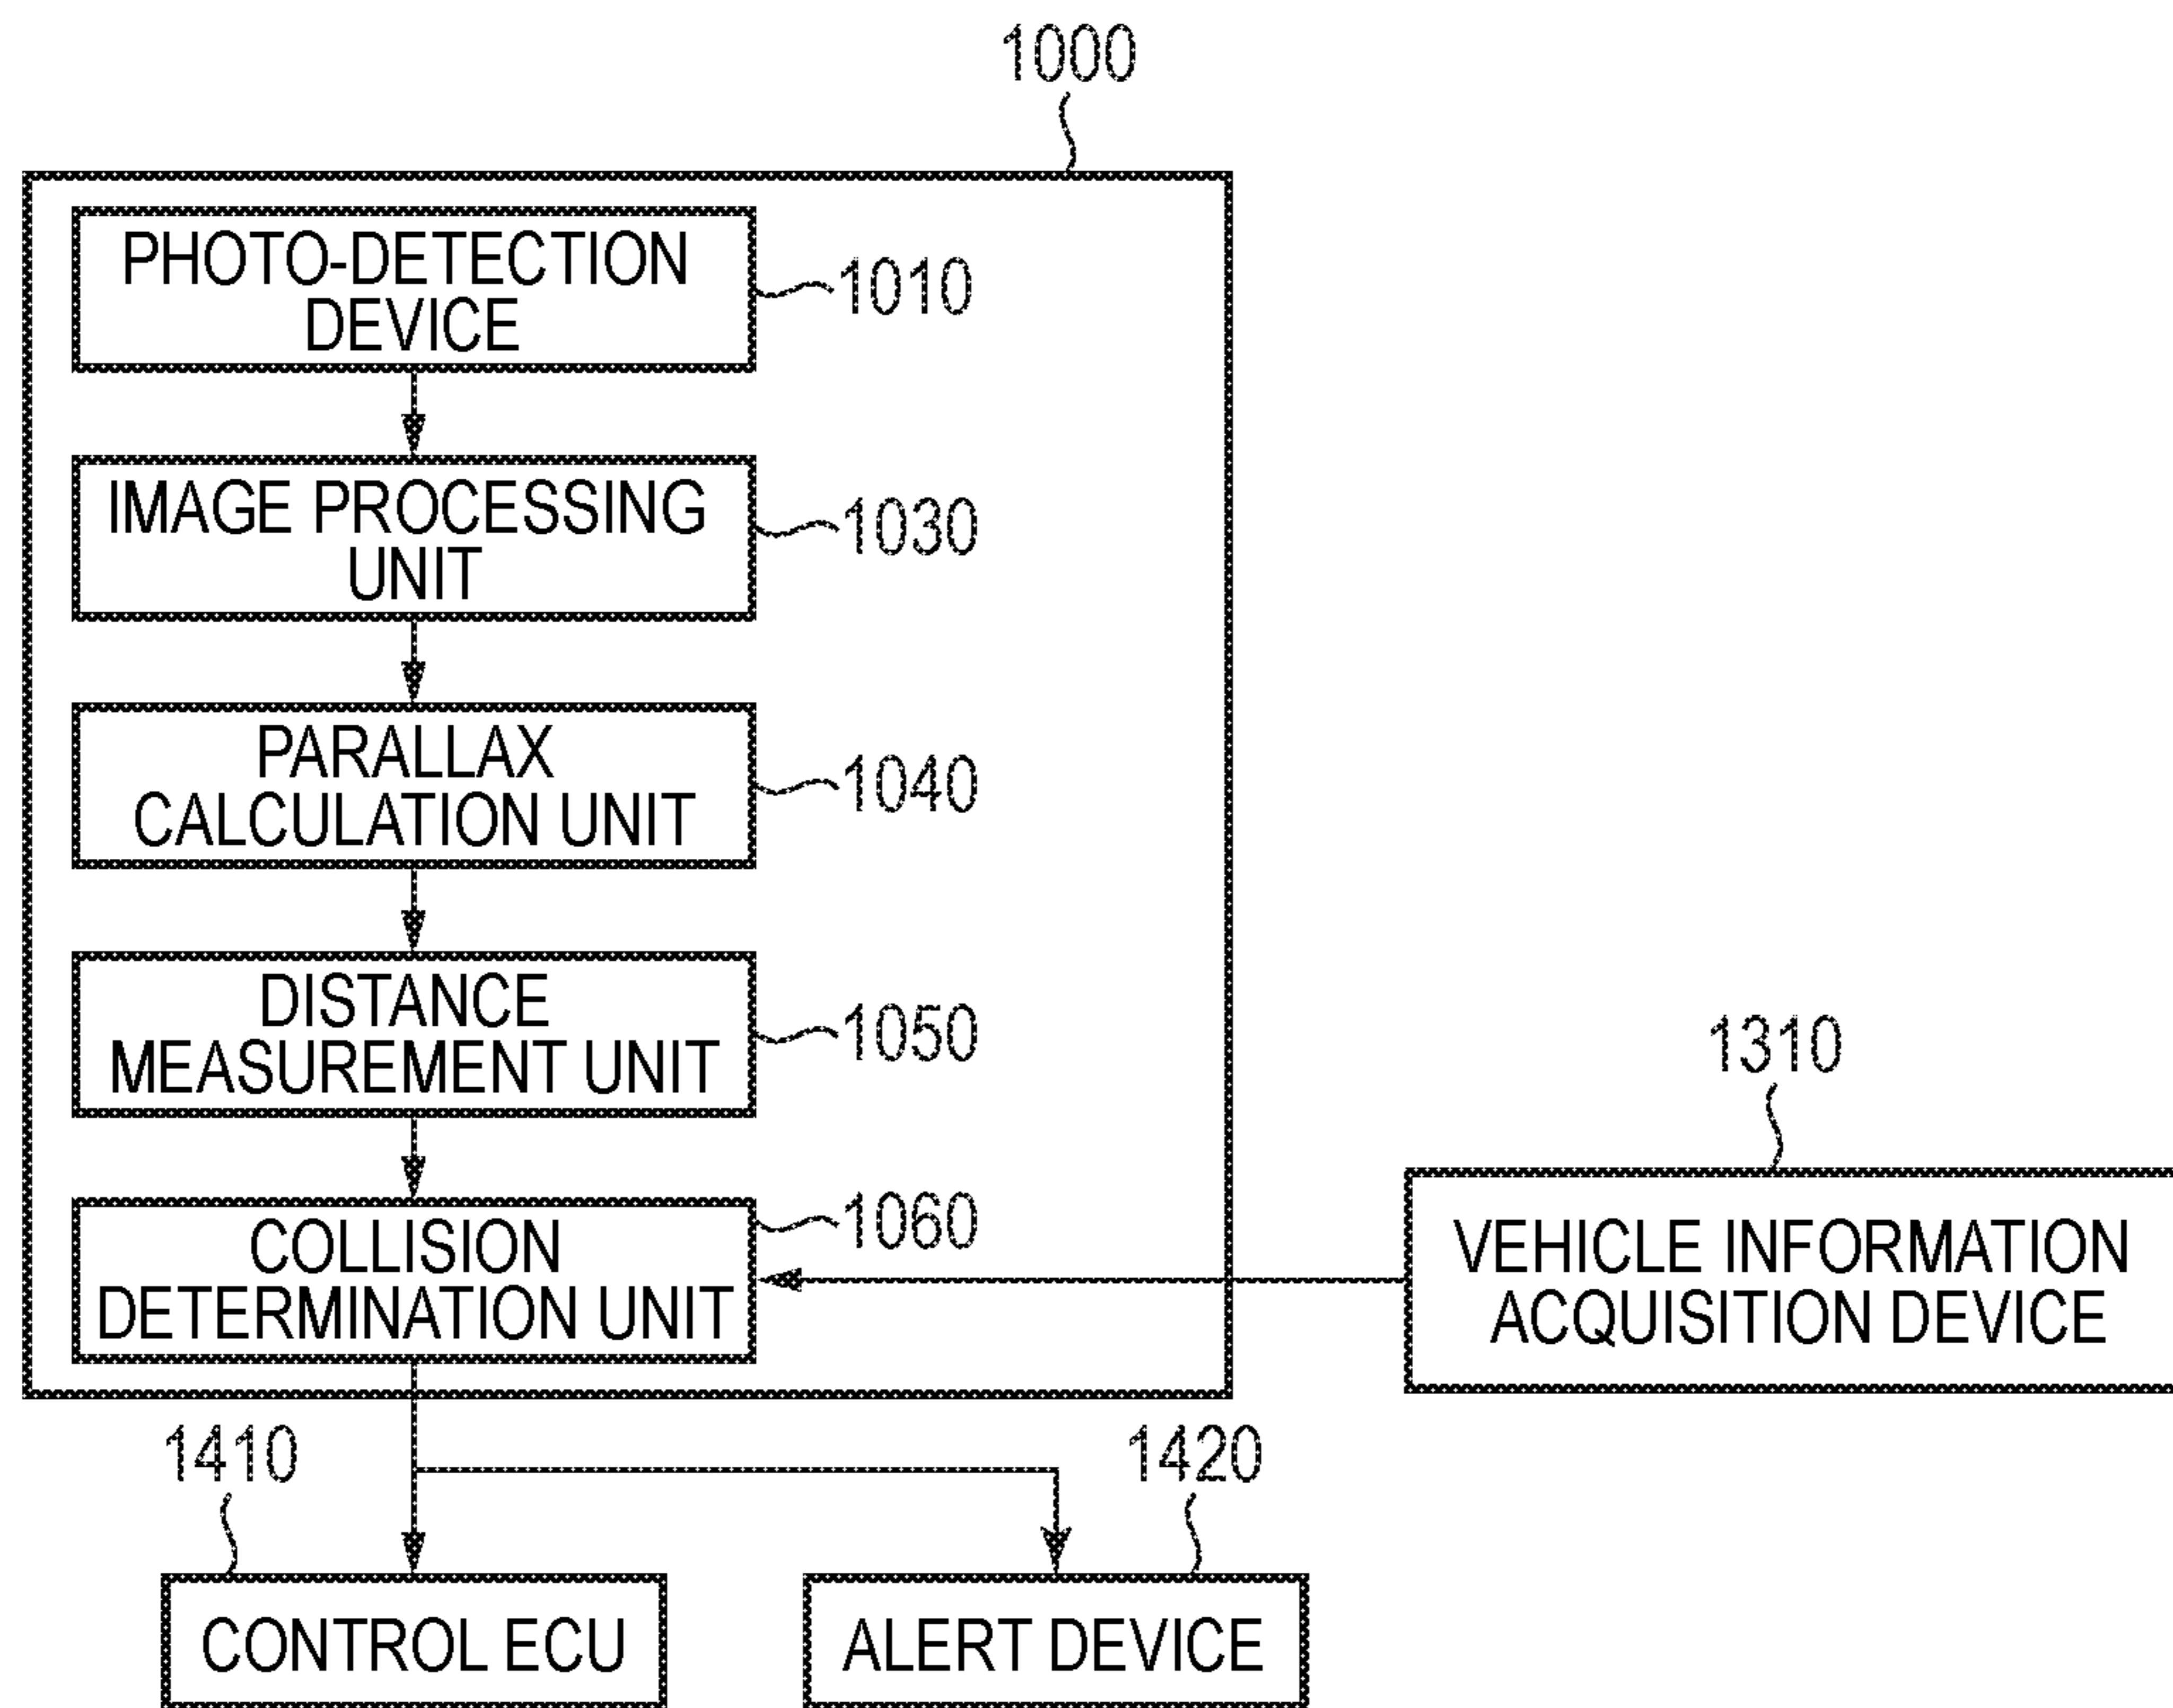 1000
PHOTO-DETECTION
DEVICE
1010
IMAGE PROCESSING
UNIT
1030
PARALLAX
CALCULATION UNIT
1040
DISTANCE
MEASUREMENT UNIT
1050
1310
COLLISION
DETERMINATION UNIT
1060
VEHICLE INFORMATION
ACQUISITION DEVICE
1410
1420
CONTROL ECU
ALERT DEVICE